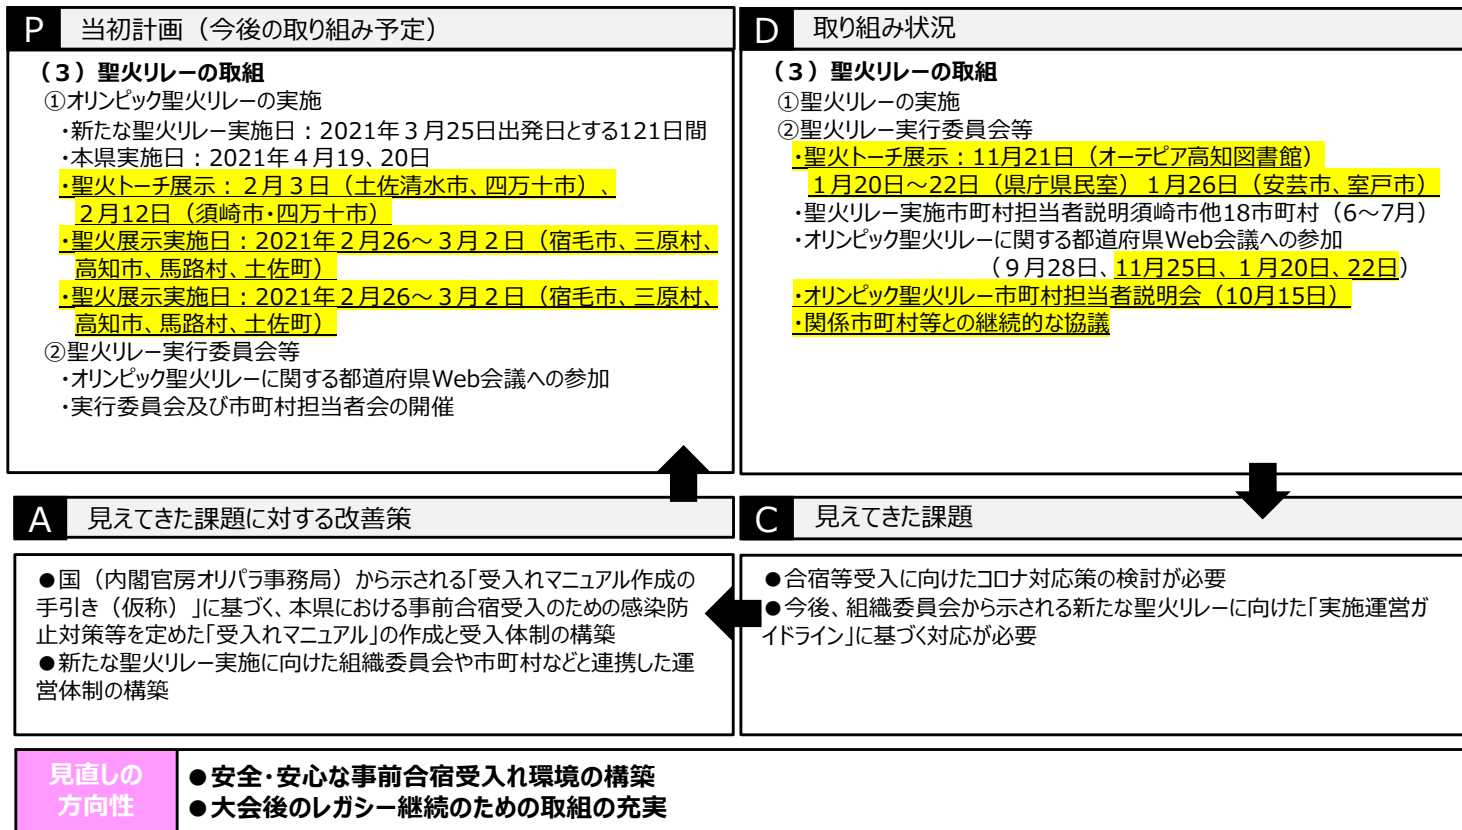 P 当初計画（今後の取り組み予定）
（３）聖火リレーの取組
①オリンピック聖火リレーの実施
・新たな聖火リレー実施日：2021年３月25日出発日とする121日間
・本県実施日：2021年４月19、20日
・聖火トーチ展示：２月３日（土佐清水市、四万十市）、
２月12日（須崎市・四万十市）
・聖火展示実施日：2021年２月26～３月２日（宿毛市、三原村、
高知市、馬路村、土佐町）
・聖火展示実施日：2021年２月26～３月２日（宿毛市、三原村、
高知市、馬路村、土佐町）
②聖火リレー実行委員会等
・オリンピック聖火リレーに関する都道府県Web会議への参加
・実行委員会及び市町村担当者会の開催
D 取り組み状況
（３）聖火リレーの取組
①聖火リレーの実施
②聖火リレー実行委員会等
・聖火トーチ展示：11月21日（オーテピア高知図書館）
１月20日～22日（県庁県民室）１月26日（安芸市、室戸市）
・聖火リレー実施市町村担当者説明須崎市他18市町村（6～7月）
・オリンピック聖火リレーに関する都道府県Web会議への参加
（９月28日、11月25日、１月20日、22日）
・オリンピック聖火リレー市町村担当者説明会（10月15日）
・関係市町村等との継続的な協議
A 見えてきた課題に対する改善策
●国（内閣官房オリパラ事務局）から示される「受入れマニュアル作成の
手引き（仮称）」に基づく、本県における事前合宿受入のための感染防
止対策等を定めた「受入れマニュアル」の作成と受入体制の構築
●新たな聖火リレー実施に向けた組織委員会や市町村などと連携した運
営体制の構築
C 見えてきた課題
●合宿等受入に向けたコロナ対応策の検討が必要
●今後、組織委員会から示される新たな聖火リレーに向けた「実施運営ガ
イドライン」に基づく対応が必要
見直しの
方向性
●安全・安心な事前合宿受入れ環境の構築
●大会後のレガシー継続のための取組の充実